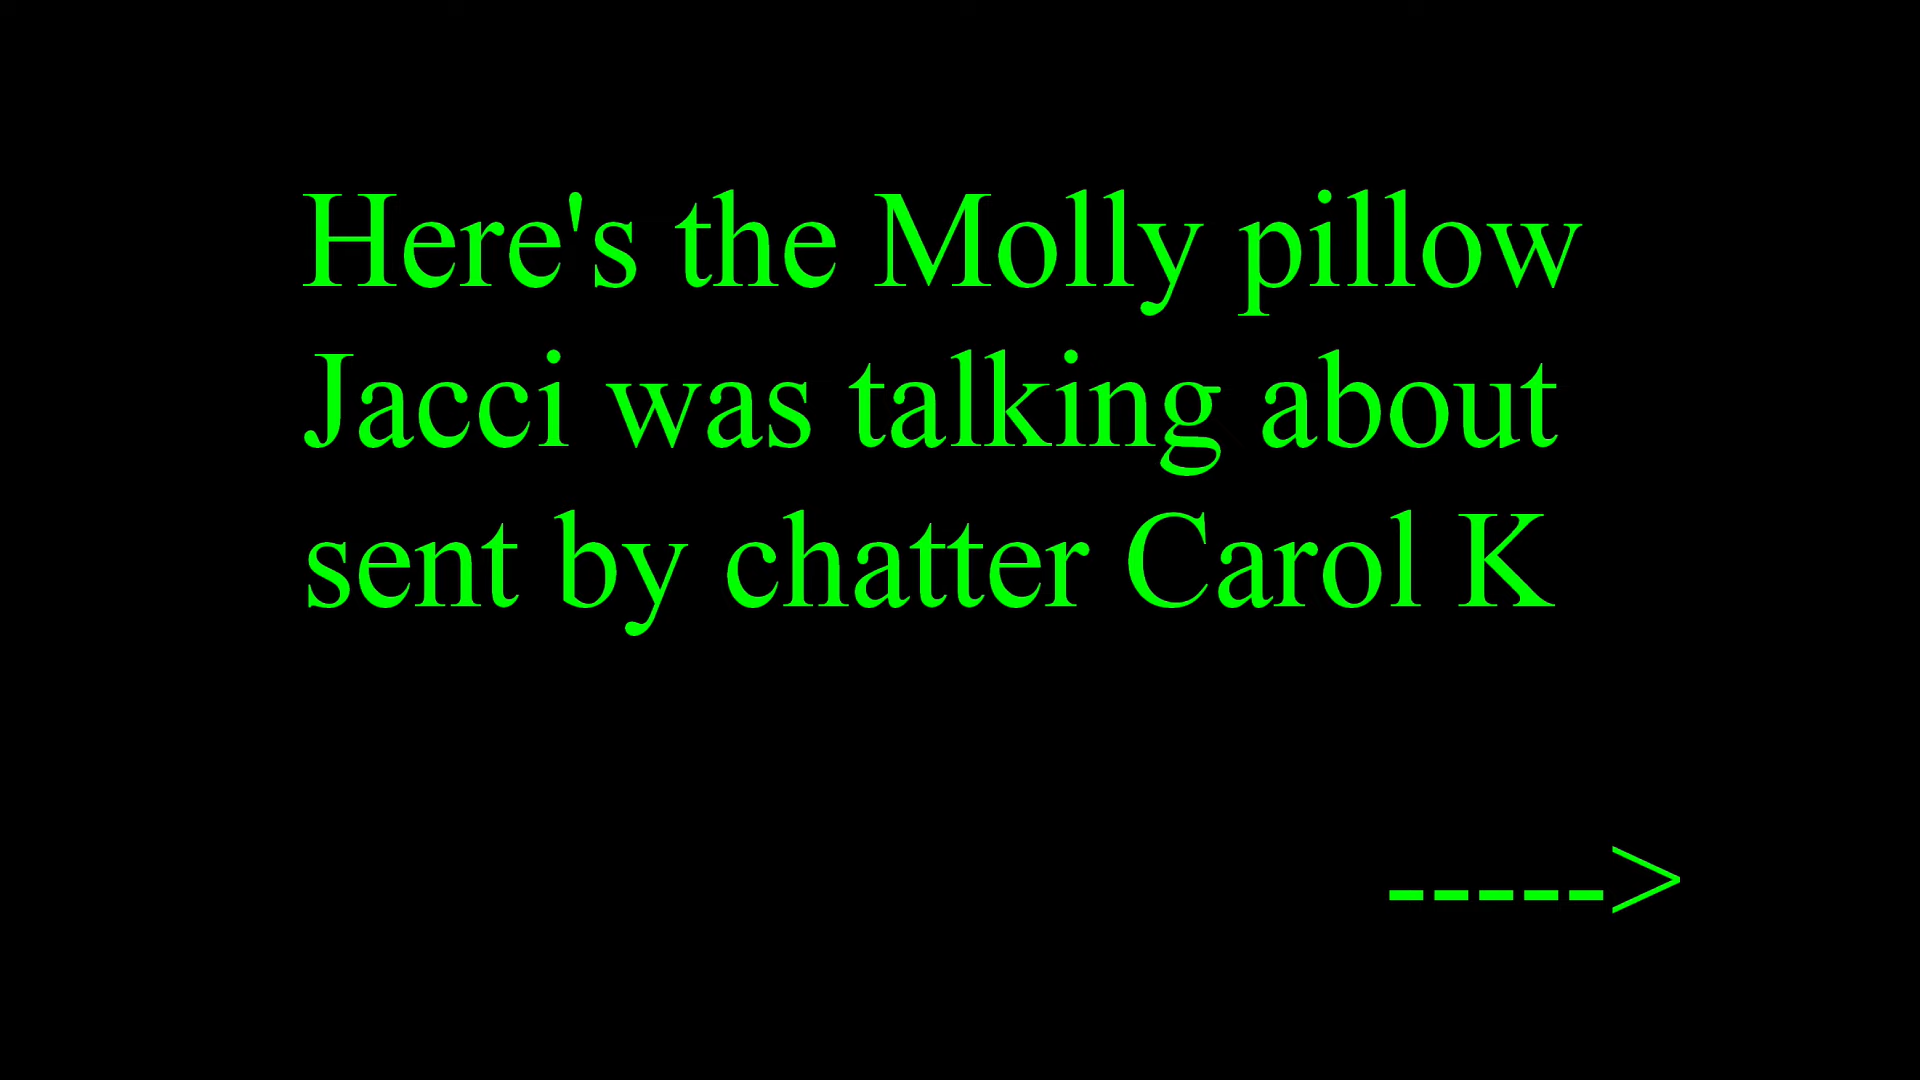 Here's the Molly pillow
Jacci was talking about
sent by chatter Carol K
----->